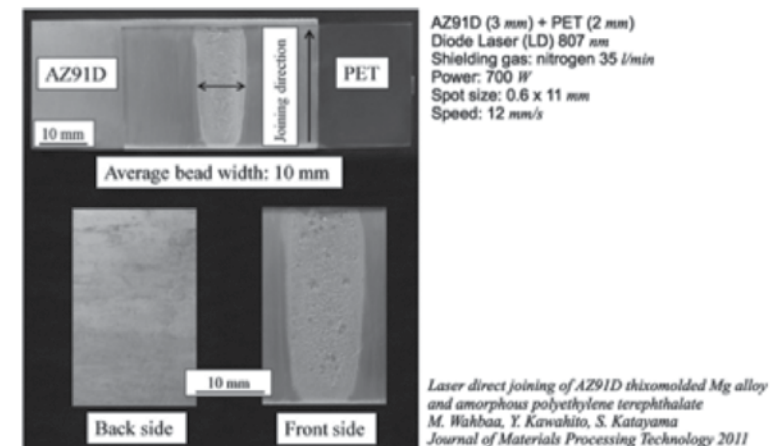 AZ91D
PET
Joining direction
10 mm
Average bead width: 10 mm
10 mm
Back side
Front side
AZ91D (3 mm) + PET (2 mm)
Diode Laser (LD) 807 nm
Shielding gas: nitrogen 35 l/min
Power: 700 W
Spot size: 0.6 x 11 mm
Speed: 12 mm/s
Laser direct joining of AZ91D thixomolded Mg alloy
and amorphous polyethylene terephthalate
M. Wahbaa, Y. Kawahito, S. Katayama
Journal of Materials Processing Technology 2011